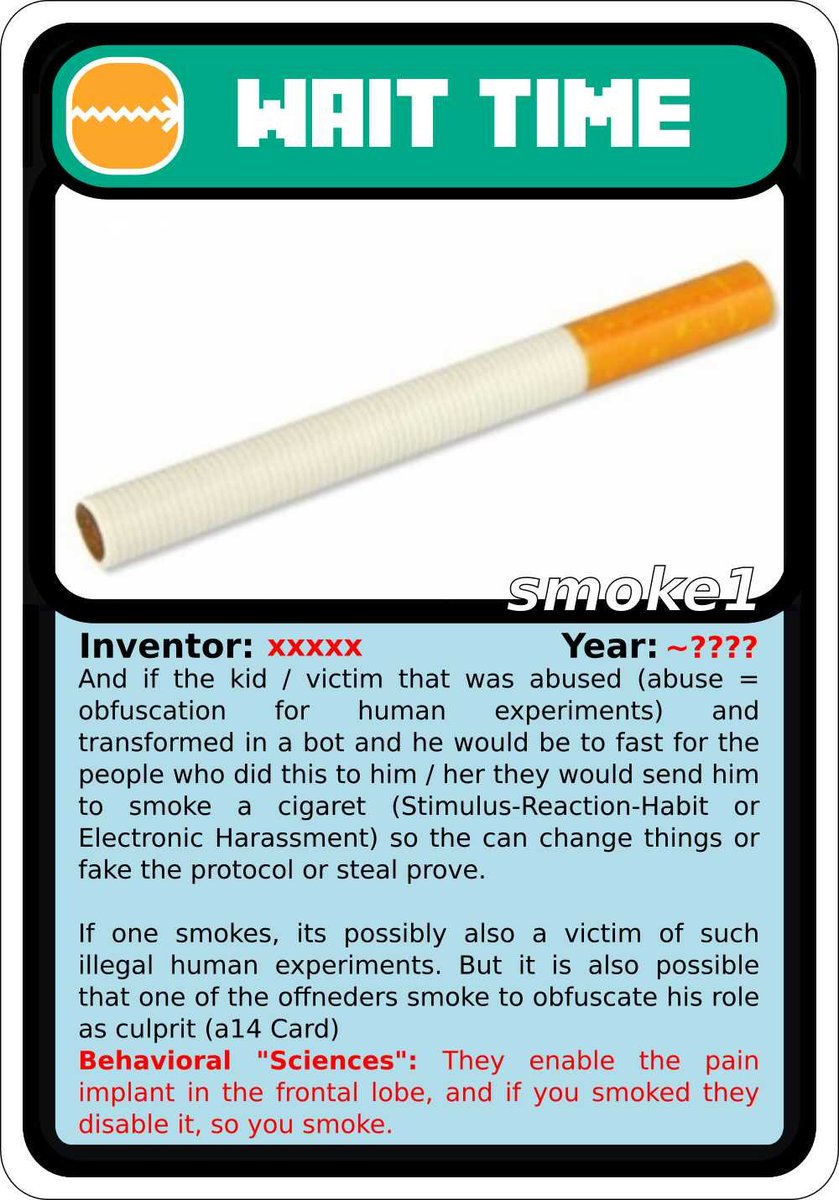 WAIT TIME
smoke1
Inventor: xxxxx Year: ~????
And if the kid / victim that was abused (abuse =
obfuscation for human experiments) and
transformed in a bot and he would be to fast for the
people who did this to him / her they would send him
to smoke a cigaret (Stimulus-Reaction-Habit or
Electronic Harassment) so the can change things or
fake the protocol or steal prove.
If one smokes, its possibly also a victim of such
illegal human experiments. But it is also possible
that one of the offneders smoke to obfuscate his role
as culprit (a14 Card)
Behavioral "Sciences": They enable the pain
implant in the frontal lobe, and if you smoked they
disable it, so you smoke.